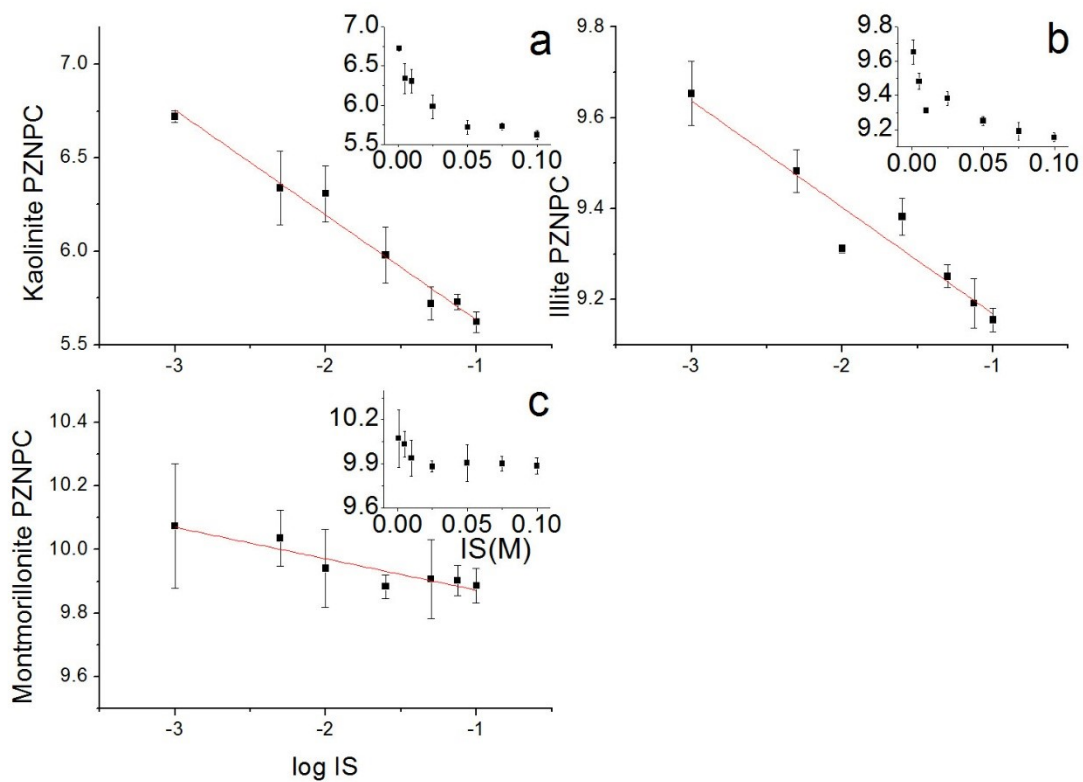 a
7.0
6.5
6.0
5.5
0.00 0.05 0.10
Kaolinite PZNPC
7.0
6.5
6.0
5.5
-3 -2 -1
b
9.8
9.6
9.4
9.2
0.00 0.05 0.10
Illite PZNPC
9.8
9.6
9.4
9.2
-3 -2 -1
c
10.2
9.9
9.6
0.00 0.05 0.10
IS(M)
Montmorillonite PZNPC
10.4
10.2
10.0
9.8
9.6
-3 -2 -1
log IS